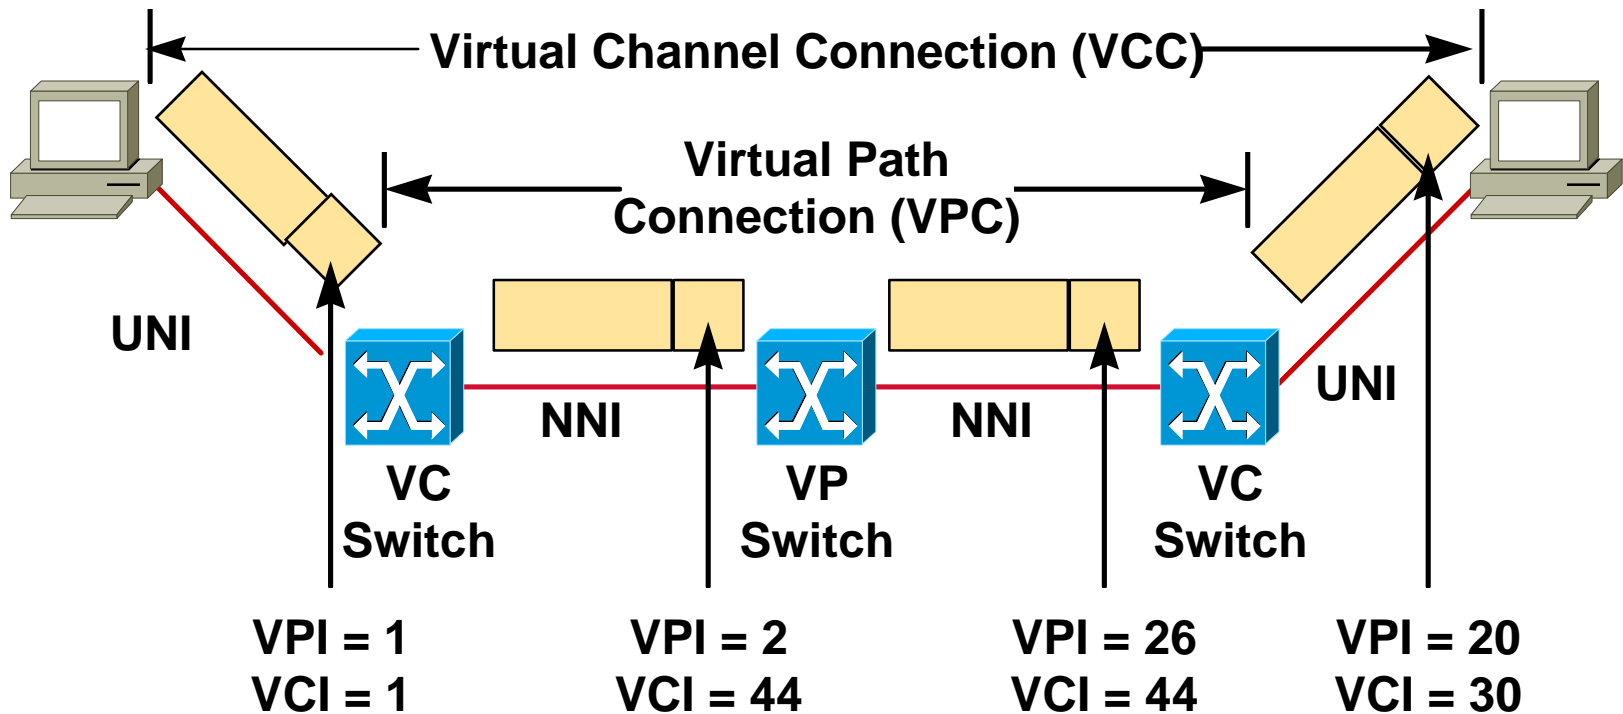 Virtual Channel Connection (VCC)
Virtual Path
Connection (VPC)
UNI
NNI
NNI
UNI
VC
Switch
VP
Switch
VC
Switch
VPI = 1
VCI = 1
VPI = 2
VCI = 44
VPI = 26
VCI = 44
VPI = 20
VCI = 30